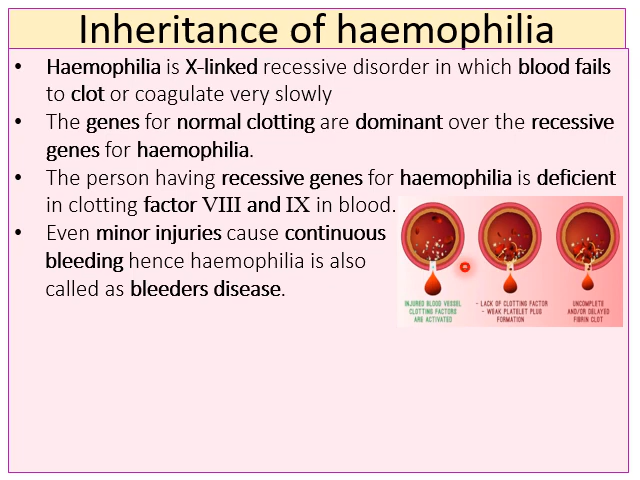 Inheritance of haemophilia
• Haemophilia is X-linked recessive disorder in which blood fails
to clot or coagulate very slowly
• The genes for normal clotting are dominant over the recessive
genes for haemophilia.
• The person having recessive genes for haemophilia is deficient
in clotting factor VIII and IX in blood.
• Even minor injuries cause continuous
bleeding hence haemophilia is also
called as bleeders disease.
INJURED BLOOD VESSEL
CLOTTING FACTORS
ARE ACTIVATED
- LACK OF CLOTTING FACTOR
- WEAK PLATELET PLUS
FORMATION
UNCOMPLETE
AND/OR DELAYED
FIBRIN CLOT